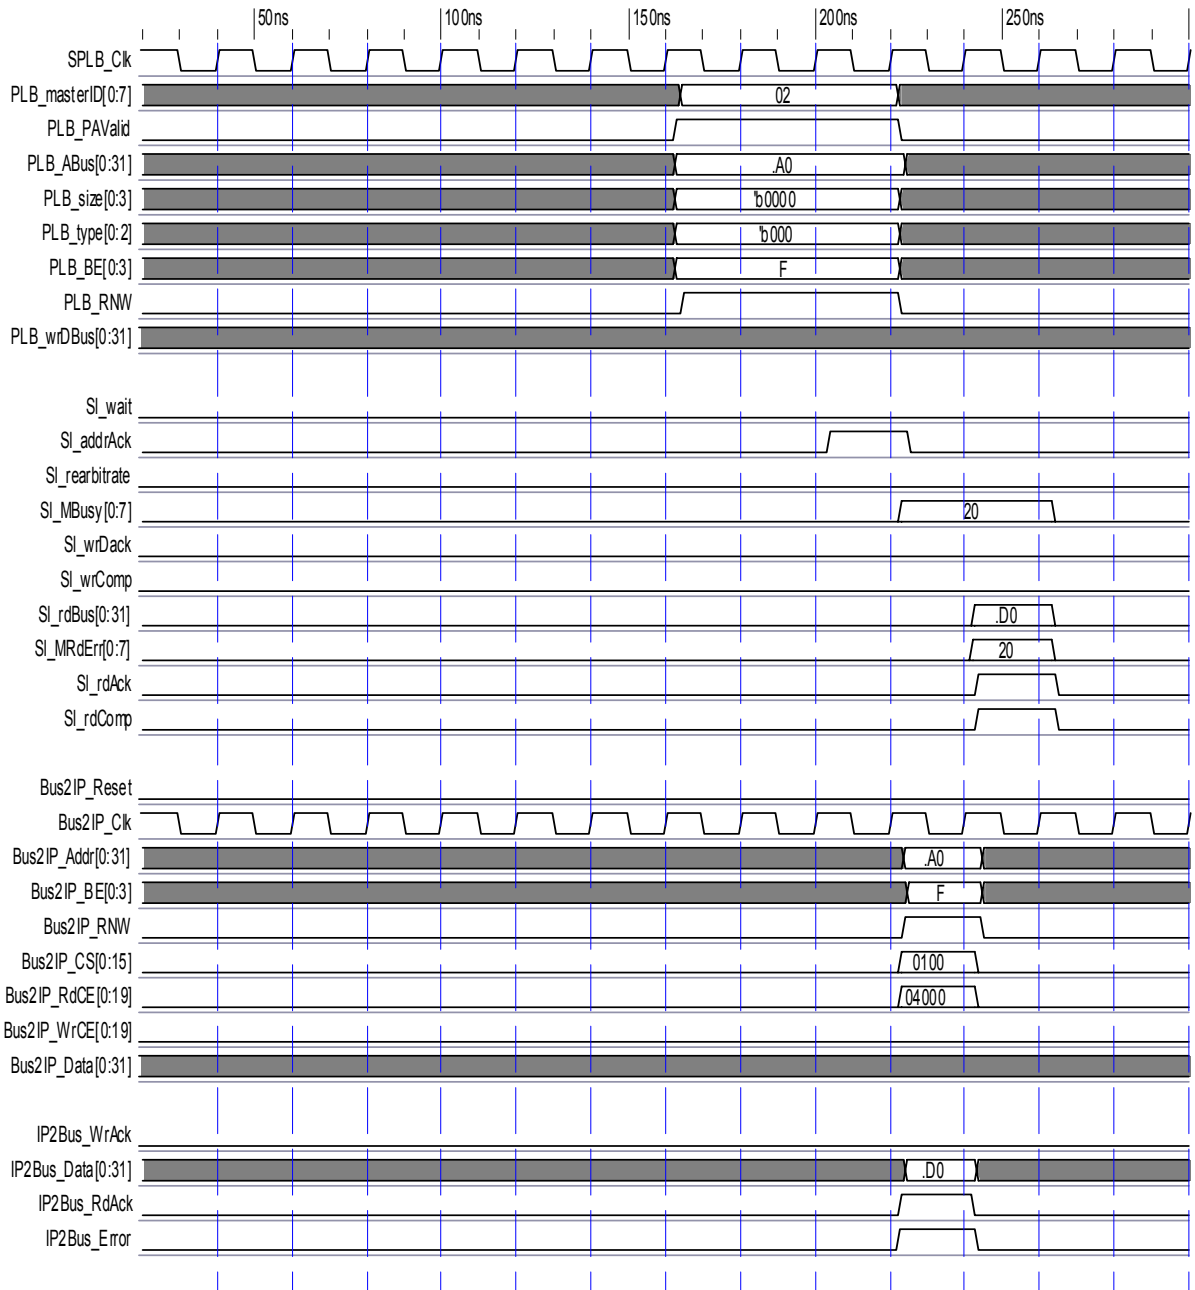 50ns 100ns 150ns 200ns 250ns
SPLB_Clk
PLB_masterID[0:7] 02
PLB_PAValid
PLB_ABus[0:31] .A0
PLB_size[0:3] 'b0000
PLB_type[0:2] 'b000
PLB_BE[0:3] F
PLB_RNW
PLB_wrDBus[0:31]
Sl_wait
Sl_addrAck
Sl_rearbitrate
Sl_MBusy[0:7] 20
Sl_wrDack
Sl_wrComp
Sl_rdBus[0:31] .D0
Sl_MRdErr[0:7] 20
Sl_rdAck
Sl_rdComp
Bus2IP_Reset
Bus2IP_Clk
Bus2IP_Addr[0:31] .A0
Bus2IP_BE[0:3] F
Bus2IP_RNW
Bus2IP_CS[0:15] 0100
Bus2IP_RdCE[0:19] 04000
Bus2IP_WrCE[0:19]
Bus2IP_Data[0:31]
IP2Bus_WrAck
IP2Bus_Data[0:31] .D0
IP2Bus_RdAck
IP2Bus_Error